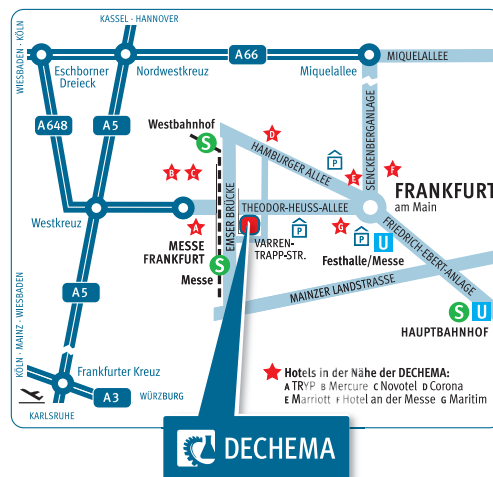 KASSEL - HANNOVER
WIESBADEN - KÖLN
A66
MIQUELALLEE
Eschborner
Dreieck
Nordwestkreuz
Miquelallee
A648
A5
Westbahnhof
S
D
P
HAMBURGER ALLEE
SENCKENBERGANLAGE
B C
E
F
FRANKFURT
am Main
THEODOR-HEUSS-ALLEE
EMSER BRÜCKE
Westkreuz
A
G
P
P
U
MESSE
FRANKFURT
VARREN-
TRAPP-STR.
Festhalle/Messe
FRIEDRICH-EBERT-ANLAGE
S
Messe
A5
MAINZER LANDSTRASSE
S U
HAUPTBAHNHOF
KÖLN - MAINZ - WIESBADEN
Frankfurter Kreuz
A3
WÜRZBURG
KARLSRUHE
Hotels in der Nähe der DECHEMA:
A TRYP B Mercure C Novotel D Corona
E Marriott F Hotel an der Messe G Maritim
DECHEMA